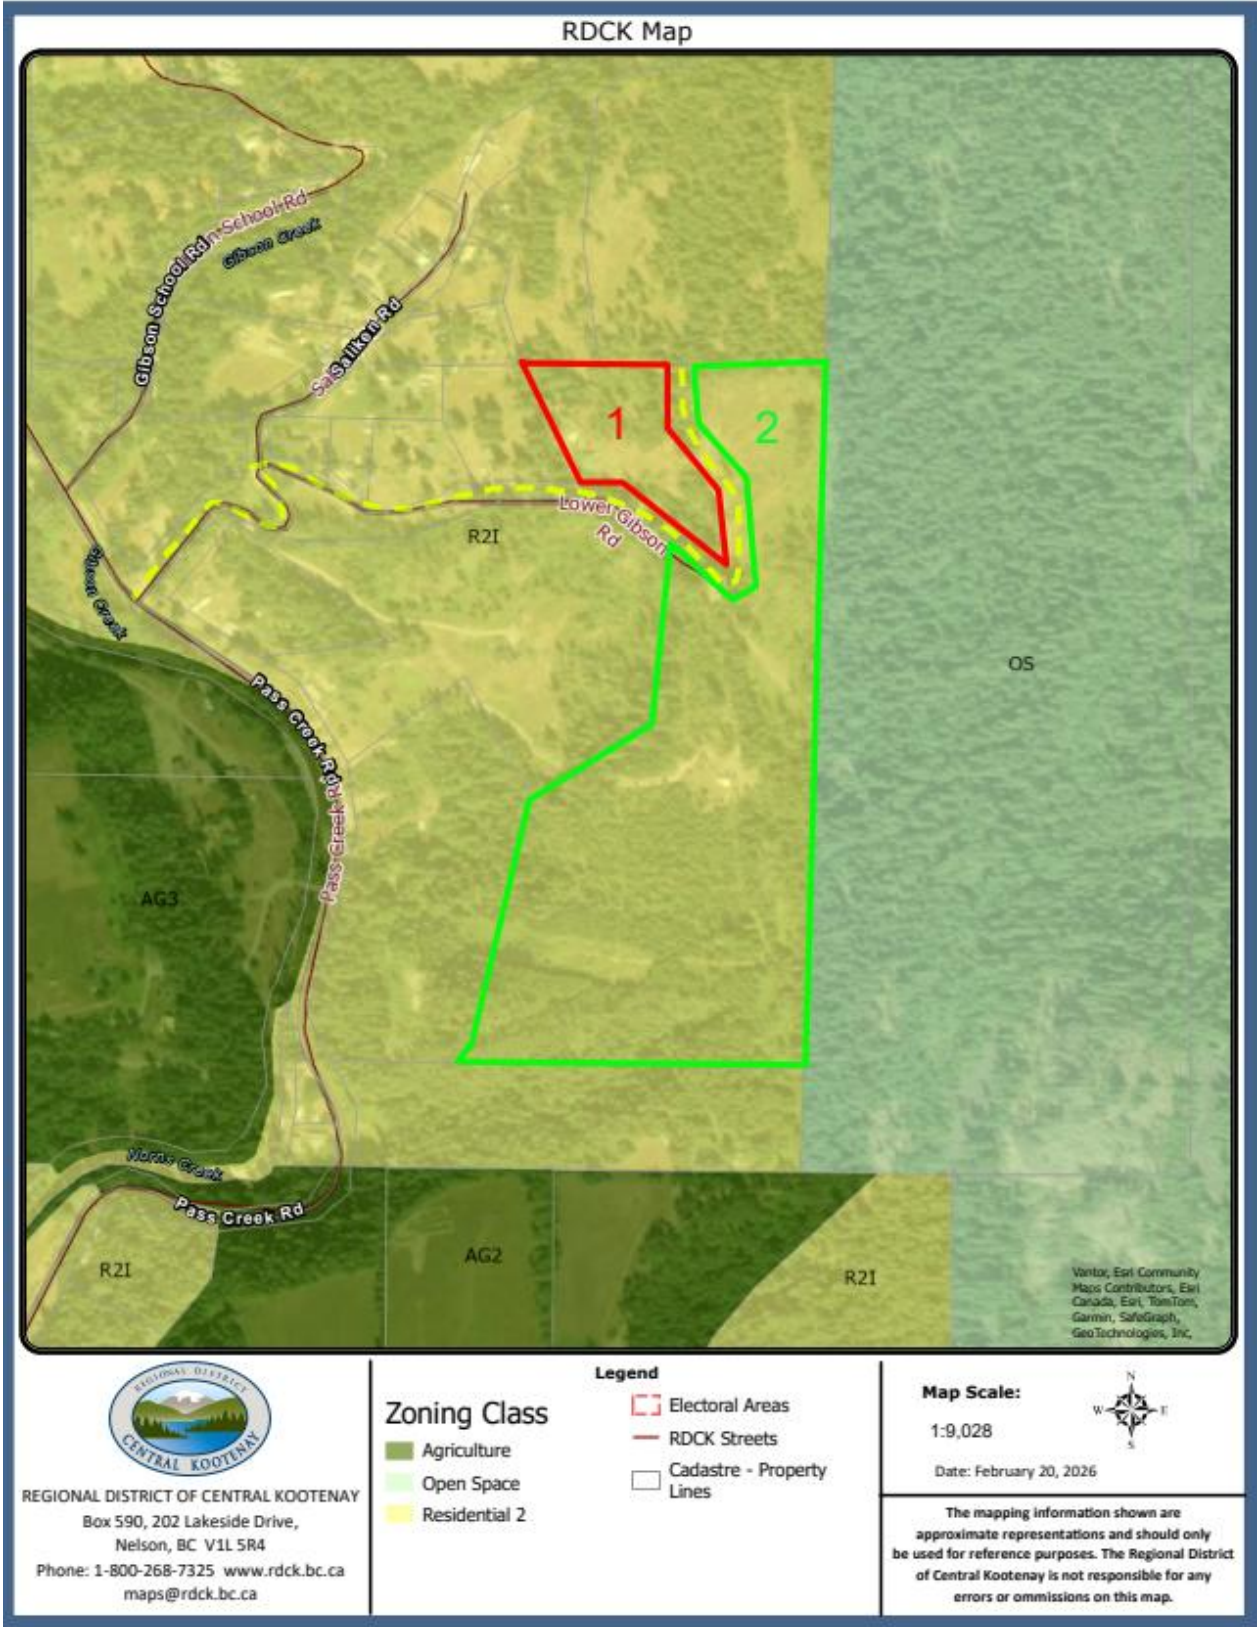 RDCK Map
n School Rd
Gibson School Rd
Gibson Creek
Saliken Rd
Sa
1
2
Lower Gibson
Rd
R2I
Creek
Pass Creek Rd
Pass Creek R
OS
AG3
Norns Creek
Pass Creek Rd
R2I
AG2
R2I
Vantor, Esri Community
Maps Contributors, Esri
Canada, Esri, TomTom,
Garmin, SafeGraph,
GeoTechnologies, Inc,
REGIONAL DISTRICT
CENTRAL KOOTENAY
REGIONAL DISTRICT OF CENTRAL KOOTENAY
Box 590, 202 Lakeside Drive,
Nelson, BC V1L 5R4
Phone: 1-800-268-7325 www.rdck.bc.ca
maps@rdck.bc.ca
Legend
Zoning Class
Agriculture
Open Space
Residential 2
Electoral Areas
RDCK Streets
Cadastre - Property
Lines
Map Scale:
1:9,028
N
W
E
S
Date: February 20, 2026
The mapping information shown are
approximate representations and should only
be used for reference purposes. The Regional District
of Central Kootenay is not responsible for any
errors or ommissions on this map.